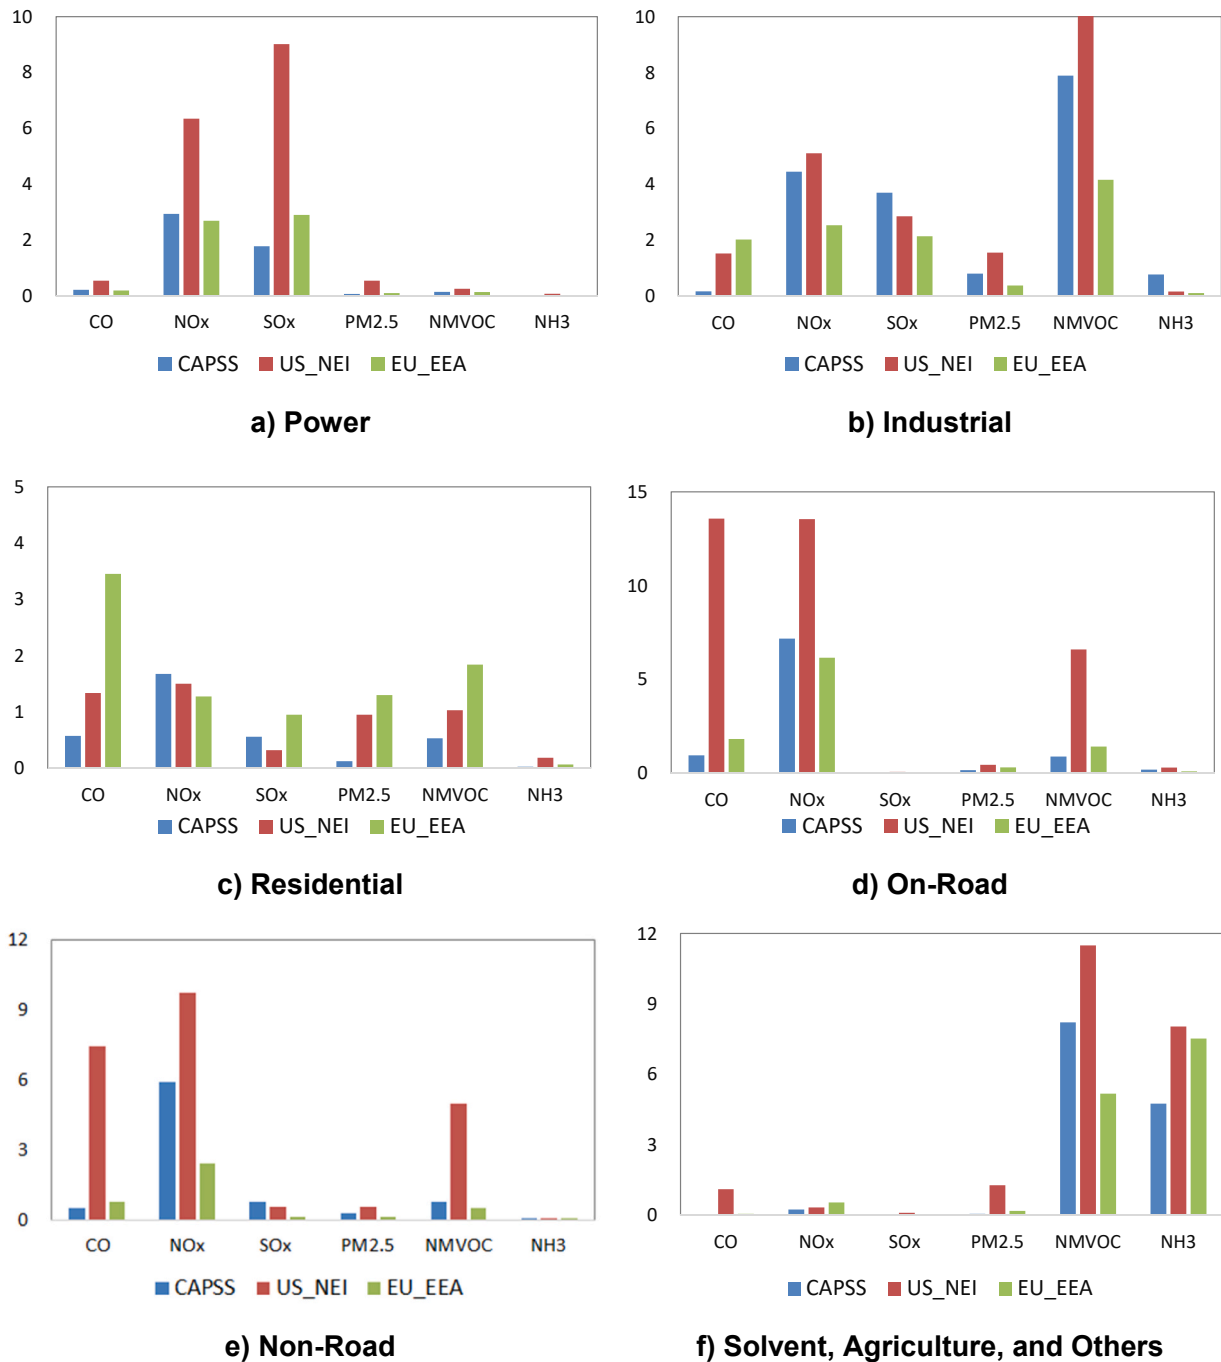 10
8
6
4
2
0
CO NOx SOx PM2.5 NMVOC NH3
CAPSS US_NEI EU_EEA
a) Power
10
8
6
4
2
0
CO NOx SOx PM2.5 NMVOC NH3
CAPSS US_NEI EU_EEA
b) Industrial
5
4
3
2
1
0
CO NOx SOx PM2.5 NMVOC NH3
CAPSS US_NEI EU_EEA
c) Residential
15
10
5
0
CO NOx SOx PM2.5 NMVOC NH3
CAPSS US_NEI EU_EEA
d) On-Road
12
9
6
3
0
CO NOx SOx PM2.5 NMVOC NH3
CAPSS US_NEI EU_EEA
e) Non-Road
12
9
6
3
0
CO NOx SOx PM2.5 NMVOC NH3
CAPSS US_NEI EU_EEA
f) Solvent, Agriculture, and Others